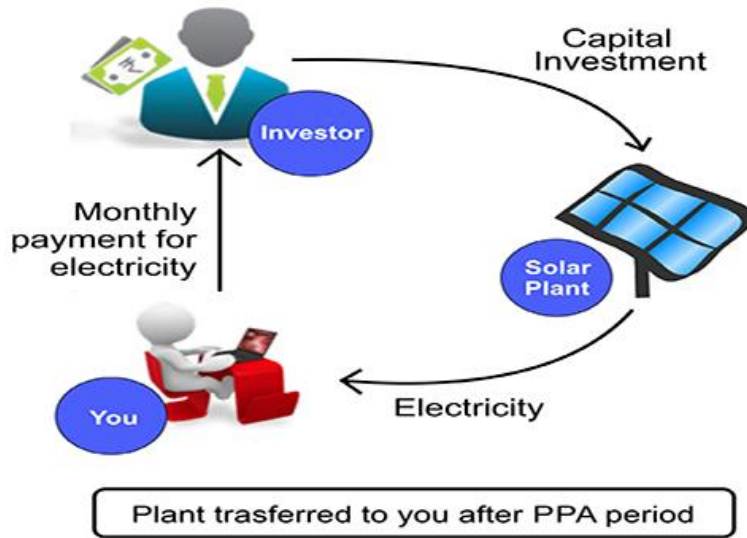 Capital
Investment
Investor
Monthly
payment for
electricity
Solar
Plant
You
Electricity
Plant trasferred to you after PPA period